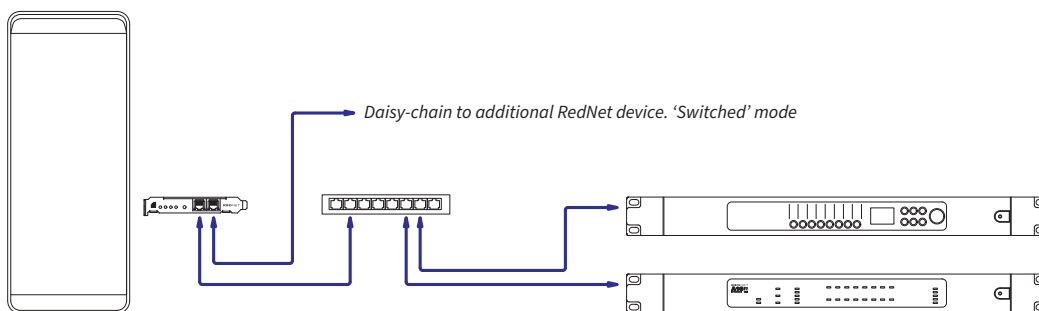 Daisy-chain to additional RedNet device. ‘Switched’ mode